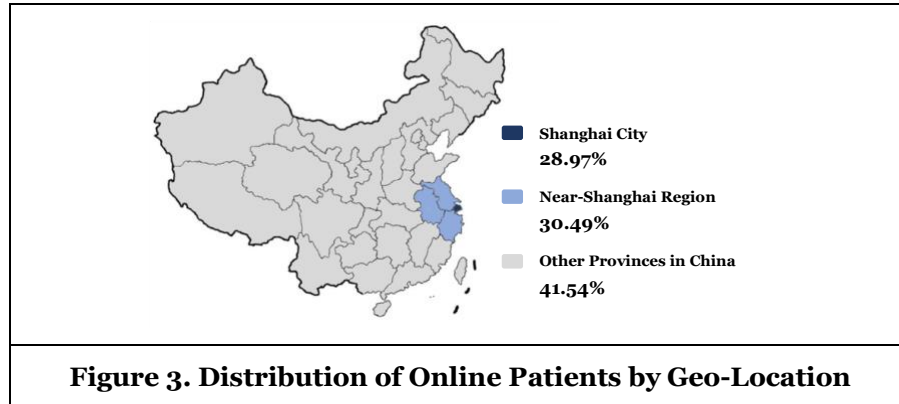 Shanghai City
28.97%
Near-Shanghai Region
30.49%
Other Provinces in China
41.54%
Figure 3. Distribution of Online Patients by Geo-Location